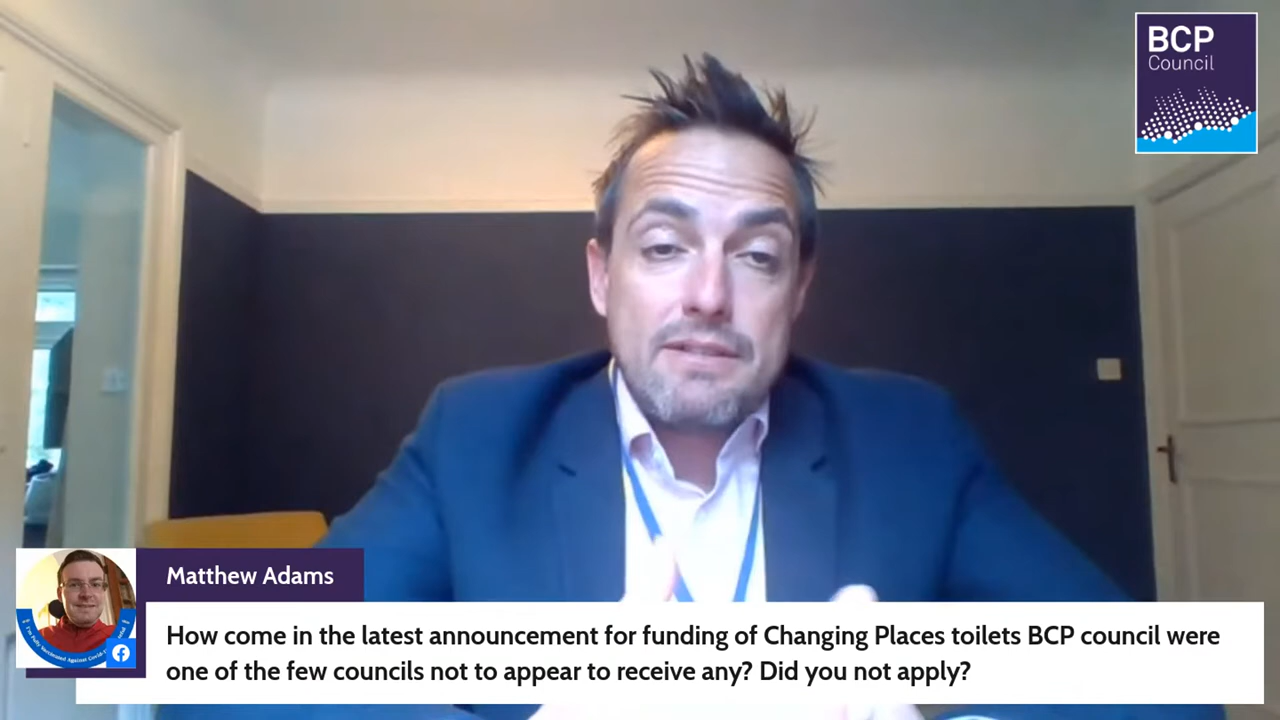 BCP
Council
Matthew Adams
How come in the latest announcement for funding of Changing Places toilets BCP council were
one of the few councils not to appear to receive any? Did you not apply?